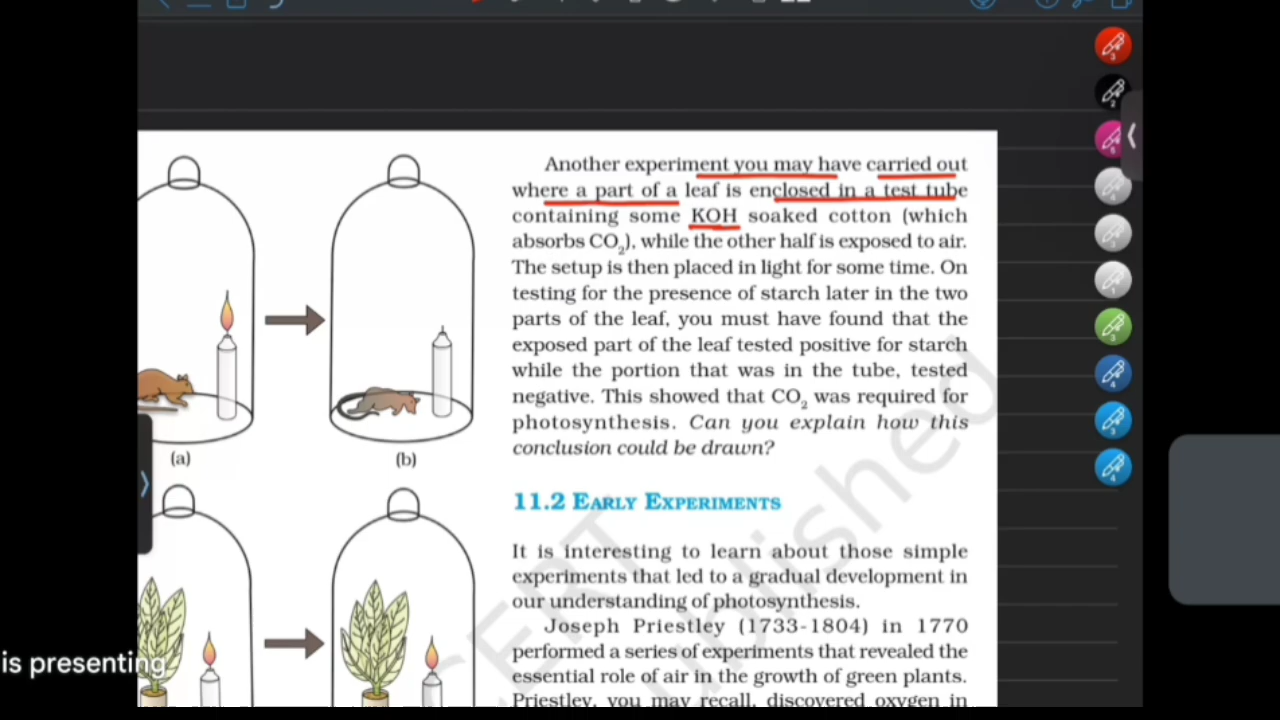 Another experiment you may have carried out
where a part of a leaf is enclosed in a test tube
containing some KOH soaked cotton (which
absorbs CO₂), while the other half is exposed to air.
The setup is then placed in light for some time. On
testing for the presence of starch later in the two
parts of the leaf, you must have found that the
exposed part of the leaf tested positive for starch
while the portion that was in the tube, tested
negative. This showed that CO₂ was required for
photosynthesis. Can you explain how this
conclusion could be drawn?
(a)
(b)
11.2 EARLY EXPERIMENTS
It is interesting to learn about those simple
experiments that led to a gradual development in
our understanding of photosynthesis.
Joseph Priestley (1733-1804) in 1770
performed a series of experiments that revealed the
essential role of air in the growth of green plants.
Priestley, you may recall, discovered oxygen in
is presenting